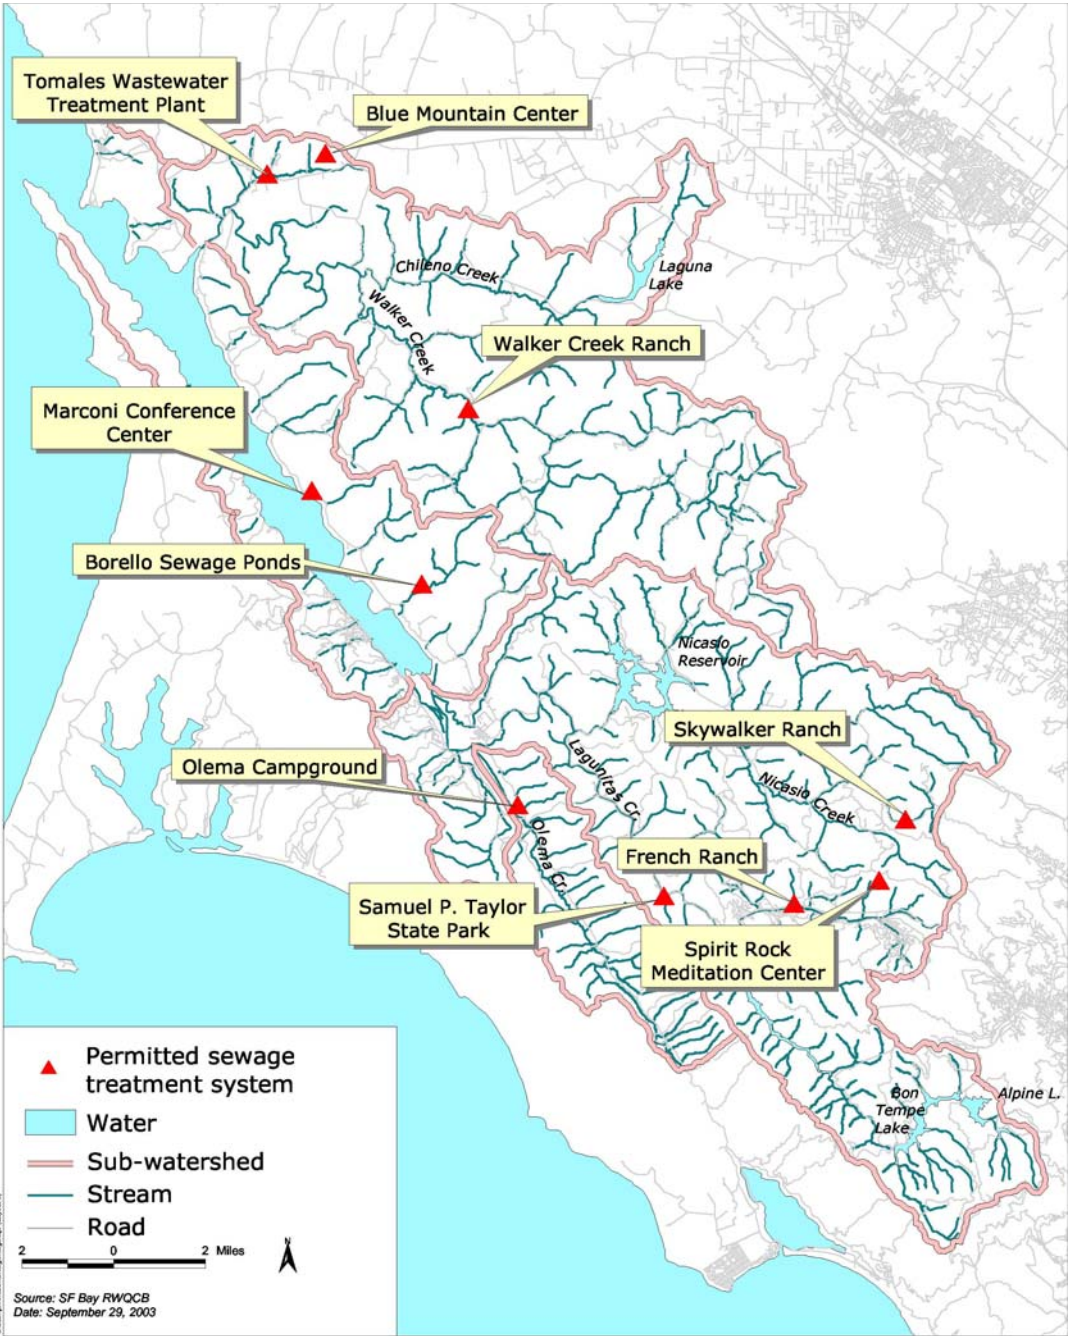 Tomales Wastewater
Treatment Plant
Blue Mountain Center
Chileno Creek
Laguna
Lake
Walker Creek
Walker Creek Ranch
Marconi Conference
Center
Borello Sewage Ponds
Nicasio
Reservoir
Skywalker Ranch
Olema Campground
Lagunitas Cr.
Nicasio Creek
Olema Cr.
French Ranch
Samuel P. Taylor
State Park
Spirit Rock
Meditation Center
Bon
Tempe
Lake
Alpine L.
Permitted sewage
treatment system
Water
Sub-watershed
Stream
Road
2 0 2 Miles
N
Source: SF Bay RWQCB
Date: September 29, 2003